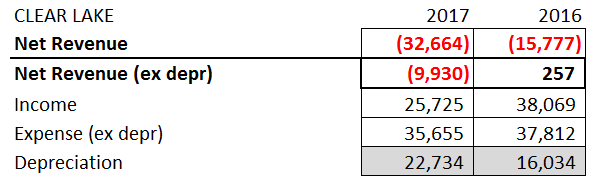 CLEAR LAKE 2017 2016
Net Revenue (32,664) (15,777)
Net Revenue (ex depr) (9,930) 257
Income 25,725 38,069
Expense (ex depr) 35,655 37,812
Depreciation 22,734 16,034